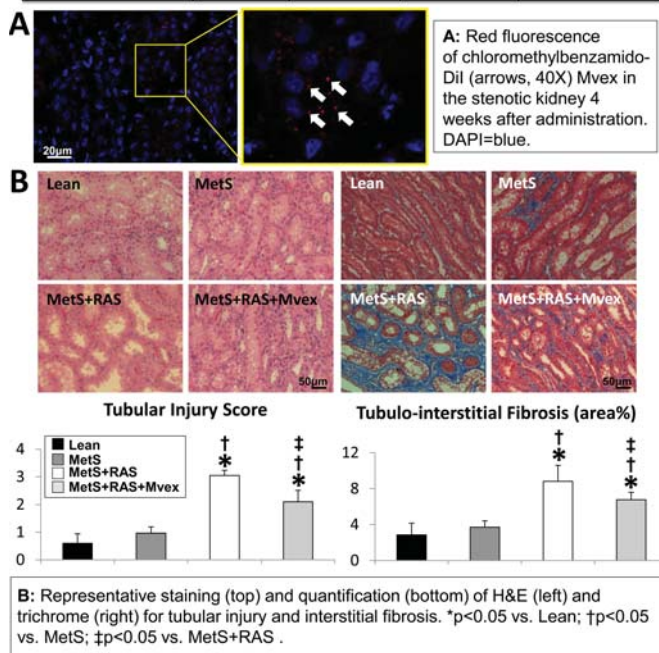 A
20µm
A: Red fluorescence
of chloromethylbenzamido-
DiI (arrows, 40X) Mvex in
the stenotic kidney 4
weeks after administration.
DAPI=blue.
B
Lean
MetS
Lean
MetS
MetS+RAS
MetS+RAS+Mvex
MetS+RAS
MetS+RAS+Mvex
50µm
50µm
Tubular Injury Score
Tubulo-interstitial Fibrosis (area%)
Lean
MetS
MetS+RAS
MetS+RAS+Mvex
4
3
2
1
0
†
*
‡
†
*
12
8
4
0
†
*
‡
†
*
B: Representative staining (top) and quantification (bottom) of H&E (left) and
trichrome (right) for tubular injury and interstitial fibrosis. *p<0.05 vs. Lean; †p<0.05
vs. MetS; ‡p<0.05 vs. MetS+RAS .